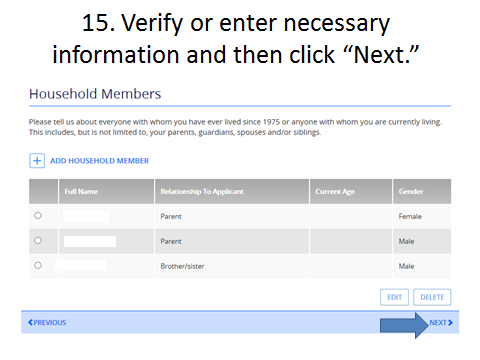 15. Verify or enter necessary
information and then click “Next.”
Household Members
Please tell us about everyone with whom you have ever lived since 1975 or anyone with whom you are currently living.
This includes, but is not limited to, your parents, guardians, spouses and/or siblings.
+ ADD HOUSEHOLD MEMBER
Full Name Relationship To Applicant Current Age Gender
Parent Female
Parent Male
Brother/sister Male
EDIT DELETE
PREVIOUS NEXT